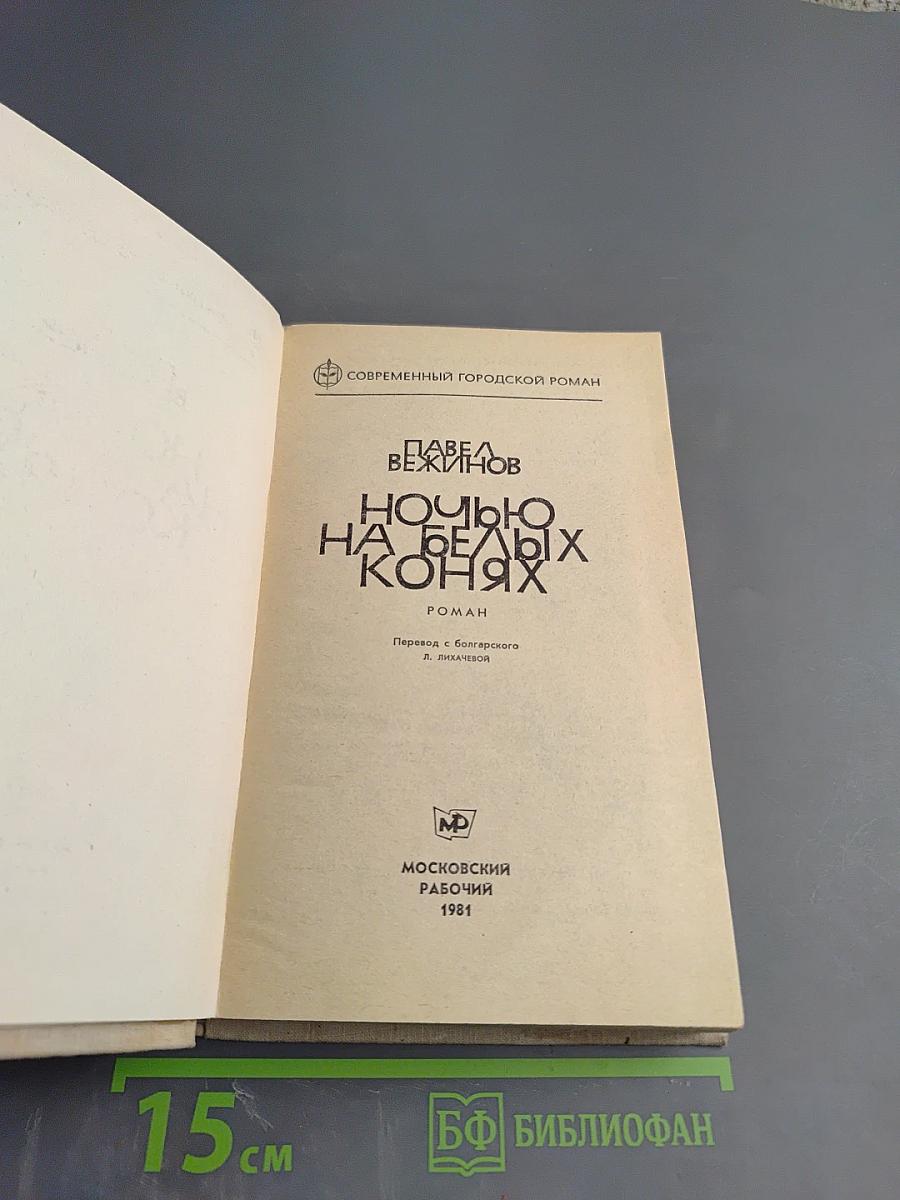 СОВРЕМЕННЫЙ ГОРОДСКОЙ РОМАН
ПАВЕЛ
ВЕЖИНОВ
НОЧЬЮ
НА БЕЛЫХ
КОНЯХ
РОМАН
Перевод с болгарского
Л. ЛИХАЧЕВОЙ
МР
МОСКОВСКИЙ
РАБОЧИЙ
1981
15 см
БФ БИБЛИОФАН